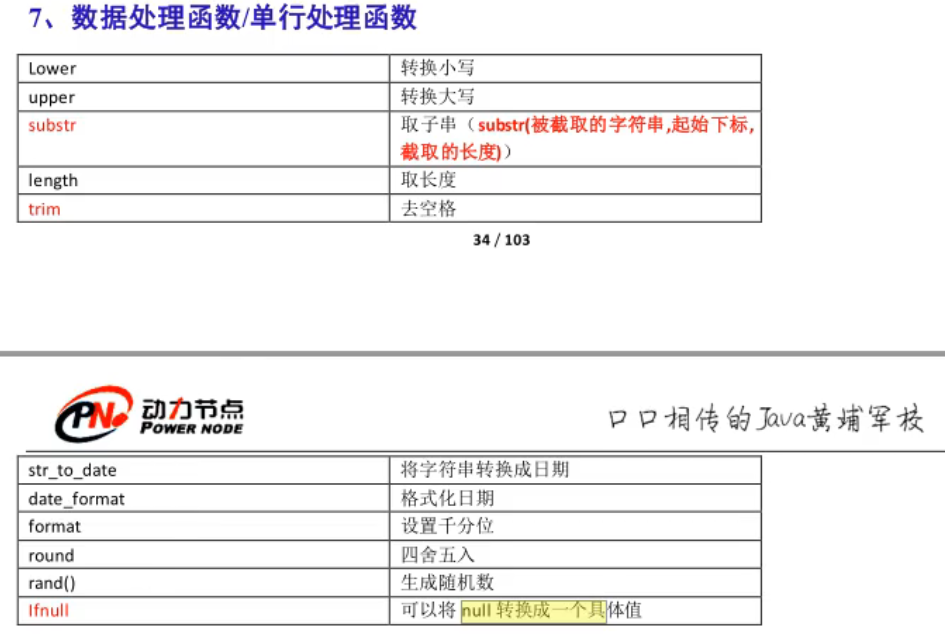 7、数据处理函数/单行处理函数
Lower 转换小写
upper 转换大写
substr 取子串（substr(被截取的字符串,起始下标,
截取的长度)）
length 取长度
trim 去空格
34 / 103
PN 动力节点
POWER NODE
口口相传的Java黄埔军校
str_to_date 将字符串转换成日期
date_format 格式化日期
format 设置千分位
round 四舍五入
rand() 生成随机数
Ifnull 可以将 null 转换成一个具体值